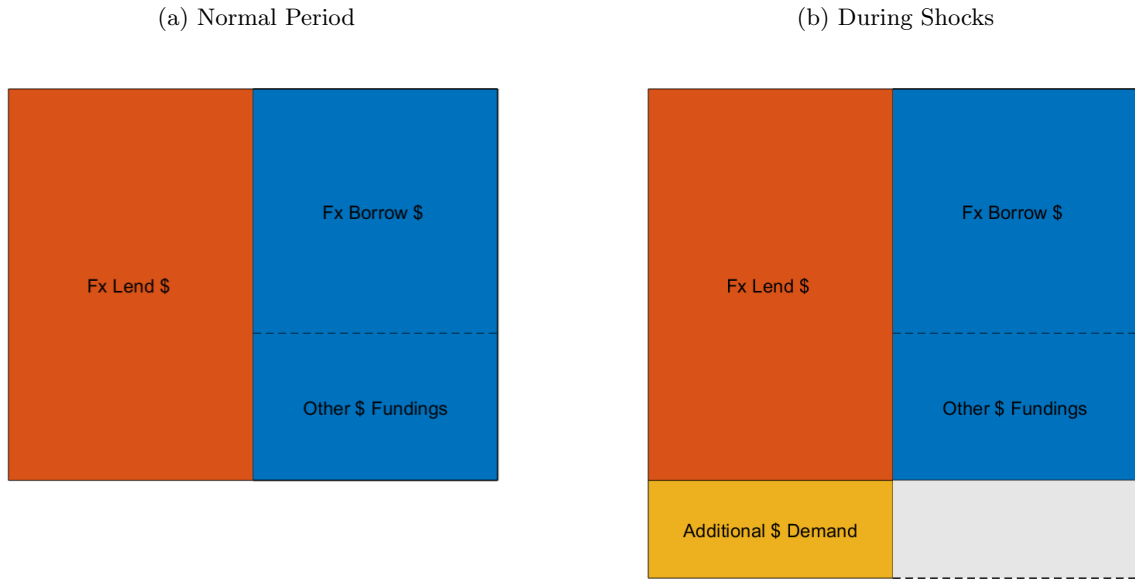 (a) Normal Period
(b) During Shocks
Fx Lend $
Fx Borrow $
Other $ Fundings
Fx Lend $
Fx Borrow $
Other $ Fundings
Additional $ Demand